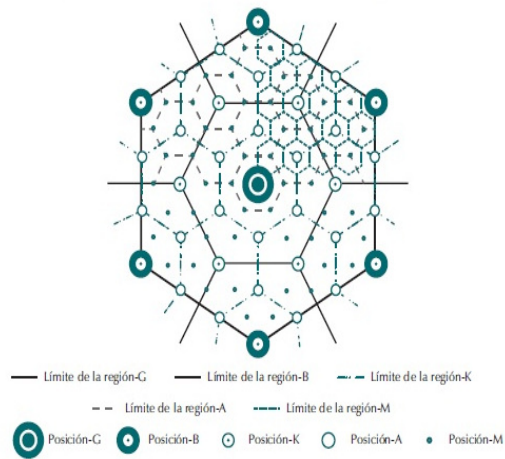 Límite de la región-G Límite de la región-B Límite de la región-K
Límite de la región-A Límite de la región-M
Posición-G Posición-B Posición-K Posición-A Posición-M